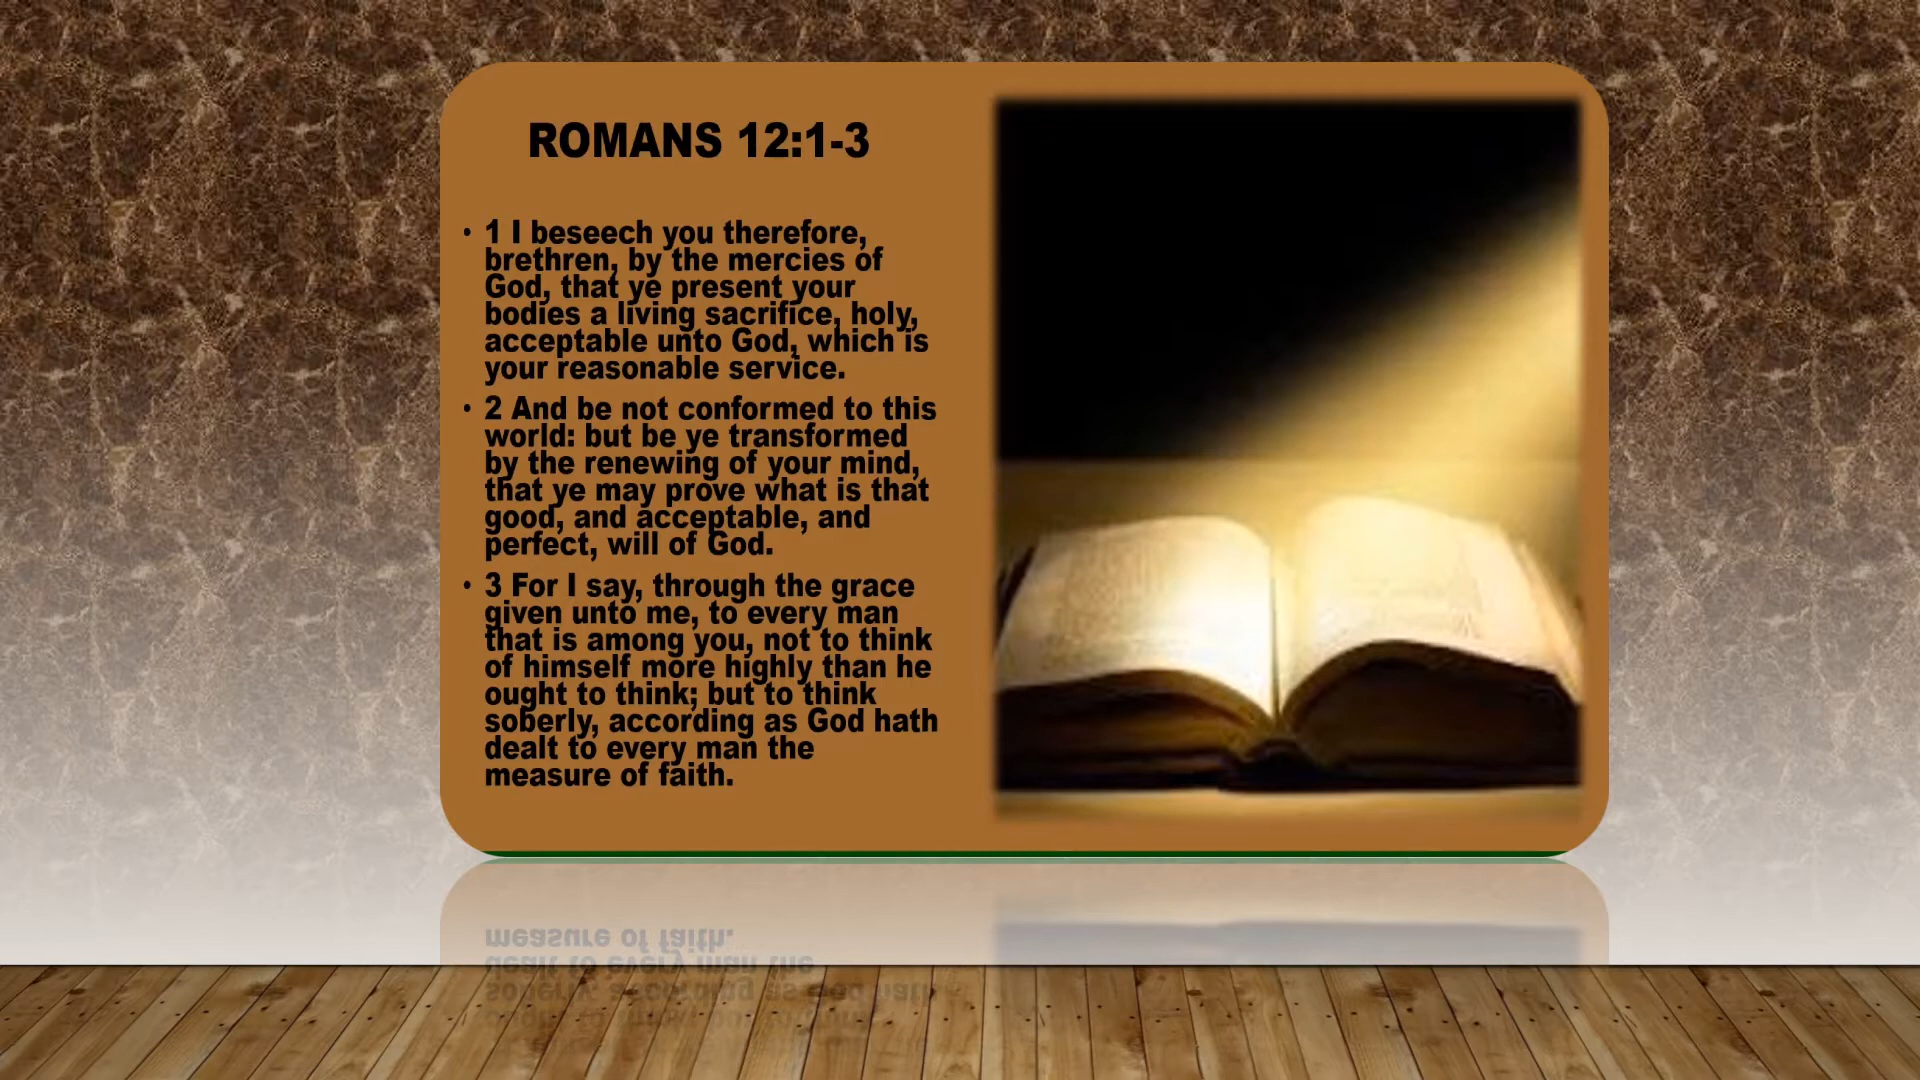 ROMANS 12:1-3
• 1 I beseech you therefore,
brethren, by the mercies of
God, that ye present your
bodies a living sacrifice, holy,
acceptable unto God, which is
your reasonable service.
• 2 And be not conformed to this
world: but be ye transformed
by the renewing of your mind,
that ye may prove what is that
good, and acceptable, and
perfect, will of God.
• 3 For I say, through the grace
given unto me, to every man
that is among you, not to think
of himself more highly than he
ought to think; but to think
soberly, according as God hath
dealt to every man the
measure of faith.